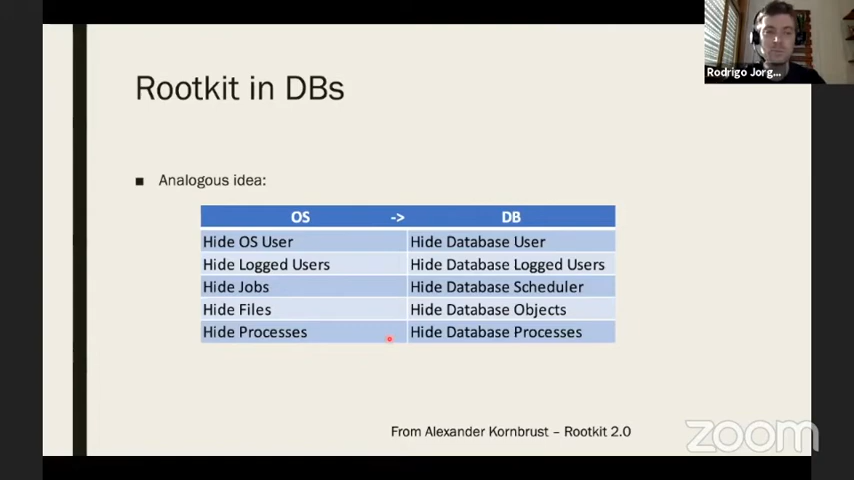 Rodrigo Jorg...
Rootkit in DBs
Analogous idea:
OS -> DB
Hide OS User Hide Database User
Hide Logged Users Hide Database Logged Users
Hide Jobs Hide Database Scheduler
Hide Files Hide Database Objects
Hide Processes Hide Database Processes
From Alexander Kornbrust – Rootkit 2.0
zoom